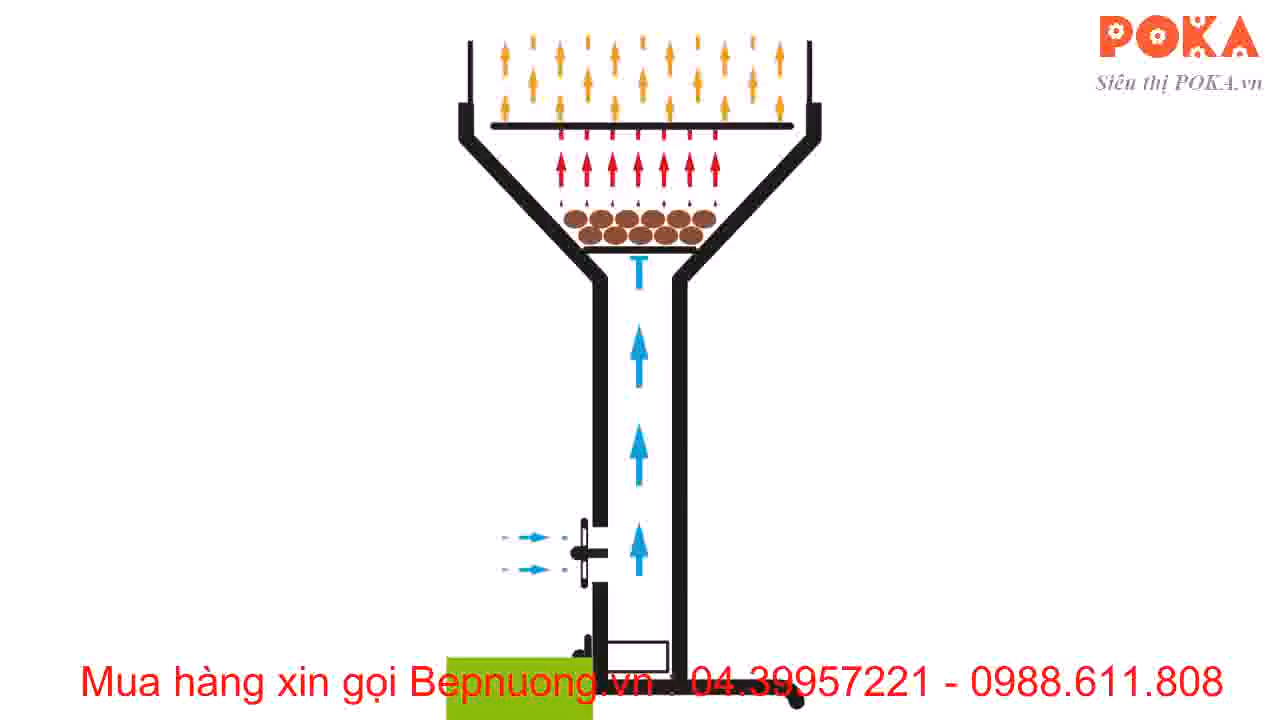 POKA
Siêu thị POKA.vn
Mua hàng xin gọi Bepnuong.vn - 04.39957221 - 0988.611.808